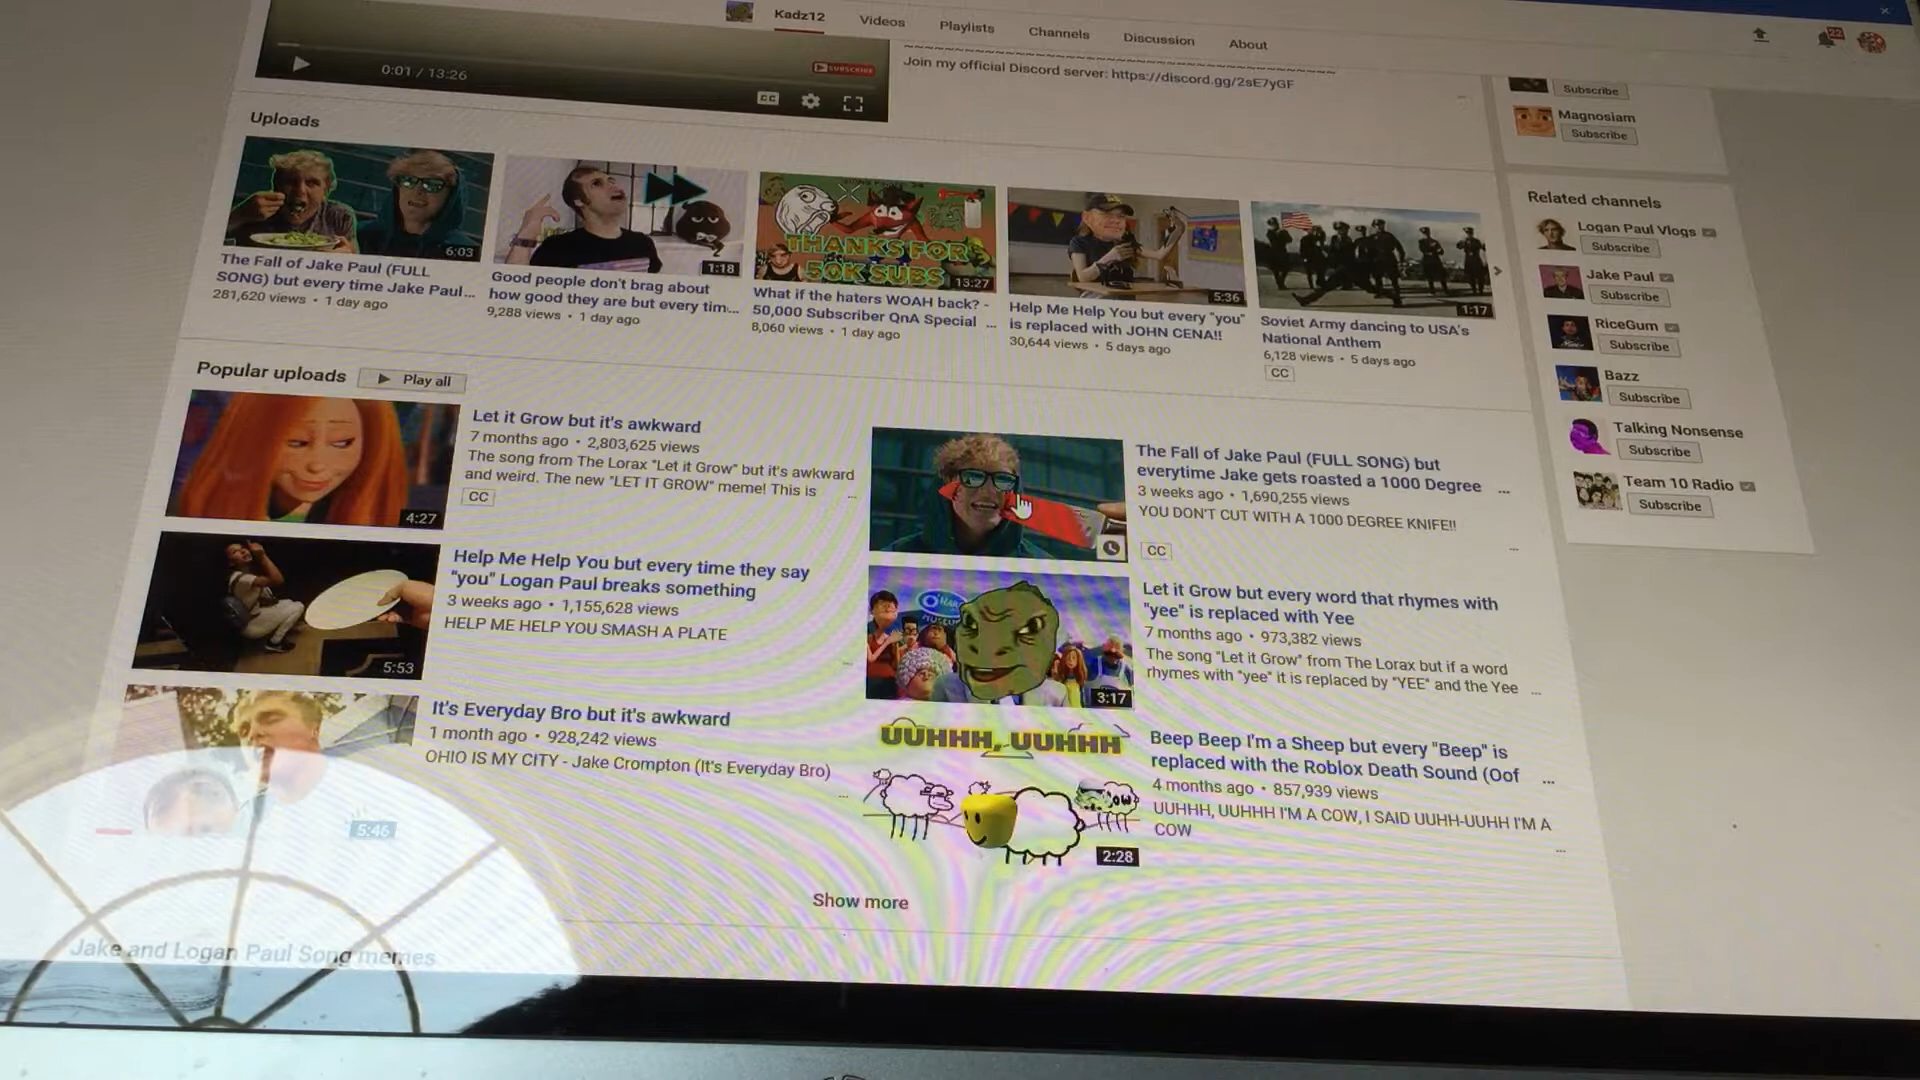 Kadz12
Videos
Playlists
Channels
Discussion
About
22
0:01 / 13:26
SUBSCRIBE
CC
Join my official Discord server: https://discord.gg/2sE7yGF
Subscribe
Magnosiam
Subscribe
Uploads
6:03
The Fall of Jake Paul (FULL
SONG) but every time Jake Paul...
281,620 views • 1 day ago
1:18
Good people don't brag about
how good they are but every tim...
9,288 views • 1 day ago
THANKS FOR
50K SUBS
13:27
What if the haters WOAH back? -
50,000 Subscriber QnA Special ...
8,060 views • 1 day ago
5:36
Help Me Help You but every "you"
is replaced with JOHN CENA!!
30,644 views • 5 days ago
1:17
Soviet Army dancing to USA's
National Anthem
6,128 views • 5 days ago
CC
Related channels
Logan Paul Vlogs
Subscribe
Jake Paul
Subscribe
RiceGum
Subscribe
Bazz
Subscribe
Talking Nonsense
Subscribe
Team 10 Radio
Subscribe
Popular uploads
Play all
4:27
Let it Grow but it's awkward
7 months ago • 2,803,625 views
The song from The Lorax "Let it Grow" but it's awkward
and weird. The new "LET IT GROW" meme! This is ...
CC
The Fall of Jake Paul (FULL SONG) but
everytime Jake gets roasted a 1000 Degree ...
3 weeks ago • 1,690,255 views
YOU DON'T CUT WITH A 1000 DEGREE KNIFE!!
...
CC
5:53
Help Me Help You but every time they say
"you" Logan Paul breaks something
3 weeks ago • 1,155,628 views
HELP ME HELP YOU SMASH A PLATE
...
O'HARE
MUSEUM
3:17
Let it Grow but every word that rhymes with
"yee" is replaced with Yee
7 months ago • 973,382 views
The song "Let it Grow" from The Lorax but if a word
rhymes with "yee" it is replaced by "YEE" and the Yee ...
5:46
It's Everyday Bro but it's awkward
1 month ago • 928,242 views
OHIO IS MY CITY - Jake Crompton (It's Everyday Bro)
...
UUHHH, UUHHH
2:28
Beep Beep I'm a Sheep but every "Beep" is
replaced with the Roblox Death Sound (Oof ...
4 months ago • 857,939 views
UUHHH, UUHHH I'M A COW, I SAID UUHH-UUHH I'M A
COW
...
Show more
Jake and Logan Paul Song memes